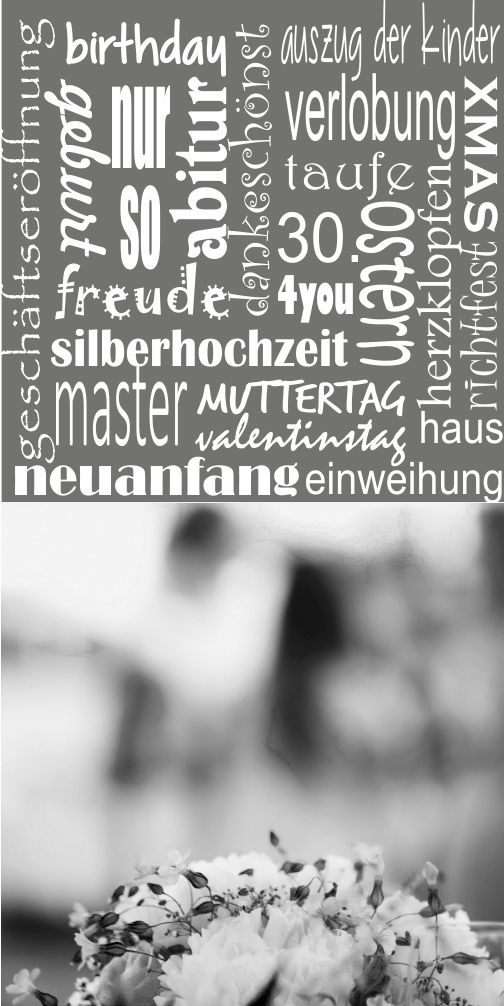 geschäftseröffnung
birthday
geburt
nur
so
abitur
dankeschönst
auszug der kinder
verlobung
xmas
taufe
30.
ostern
herzklopfen
richtfest
freude
4you
silberhochzeit
master
MUTTERTAG
valentinstag
haus
neuanfang
einweihung